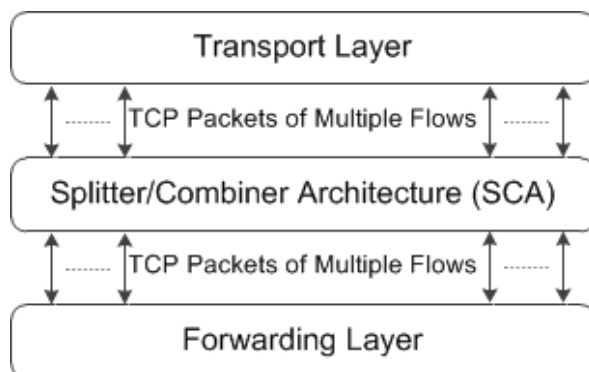 Transport Layer
TCP Packets of Multiple Flows
Splitter/Combiner Architecture (SCA)
TCP Packets of Multiple Flows
Forwarding Layer